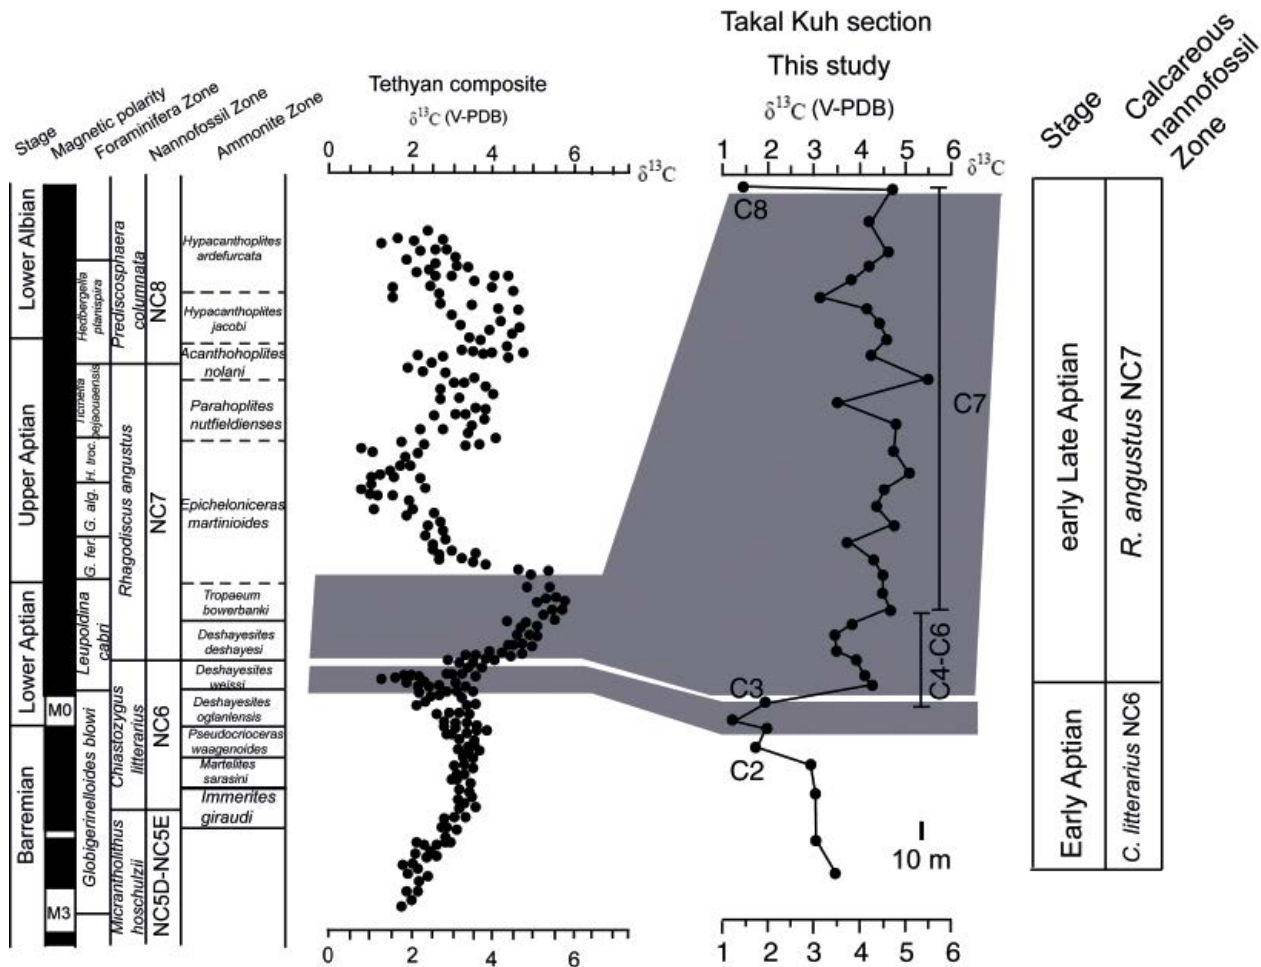 Takal Kuh section
This study
δ¹³C (V-PDB)
Tethyan composite
δ¹³C (V-PDB)
Stage
Magnetic polarity
Foraminifera Zone
Nannofossil Zone
Ammonite Zone
0 2 4 6 δ¹³C
1 2 3 4 5 6 δ¹³C
Stage
Calcareous
nannofossil
Zone
Lower Albian
Upper Aptian
Lower Aptian
Barremian
M0
M3
Hedbergella
planispira
Ticinella
bejaouaensis
H. troc.
G. alg.
G. fer.
Leupoldina
cabri
Globigerinelloides blowi
Prediscosphaera
columnata
Rhagodiscus angustus
Chiastozygus
litterarius
Micrantholithus
hoschulzii
NC8
NC7
NC6
NC5D-NC5E
Hypacanthoplites
ardefurcata
Hypacanthoplites
jacobi
Acanthohoplites
nolani
Parahoplites
nutfieldienses
Epicheloniceras
martinioides
Tropaeum
bowerbanki
Deshayesites
deshayesi
Deshayesites
weissi
Deshayesites
oglanlensis
Pseudocrioceras
waagenoides
Martelites
sarasini
Immerites
giraudi
C8
C7
C4-C6
C3
C2
10 m
early Late Aptian
Early Aptian
R. angustus NC7
C. litterarius NC6
0 2 4 6
1 2 3 4 5 6